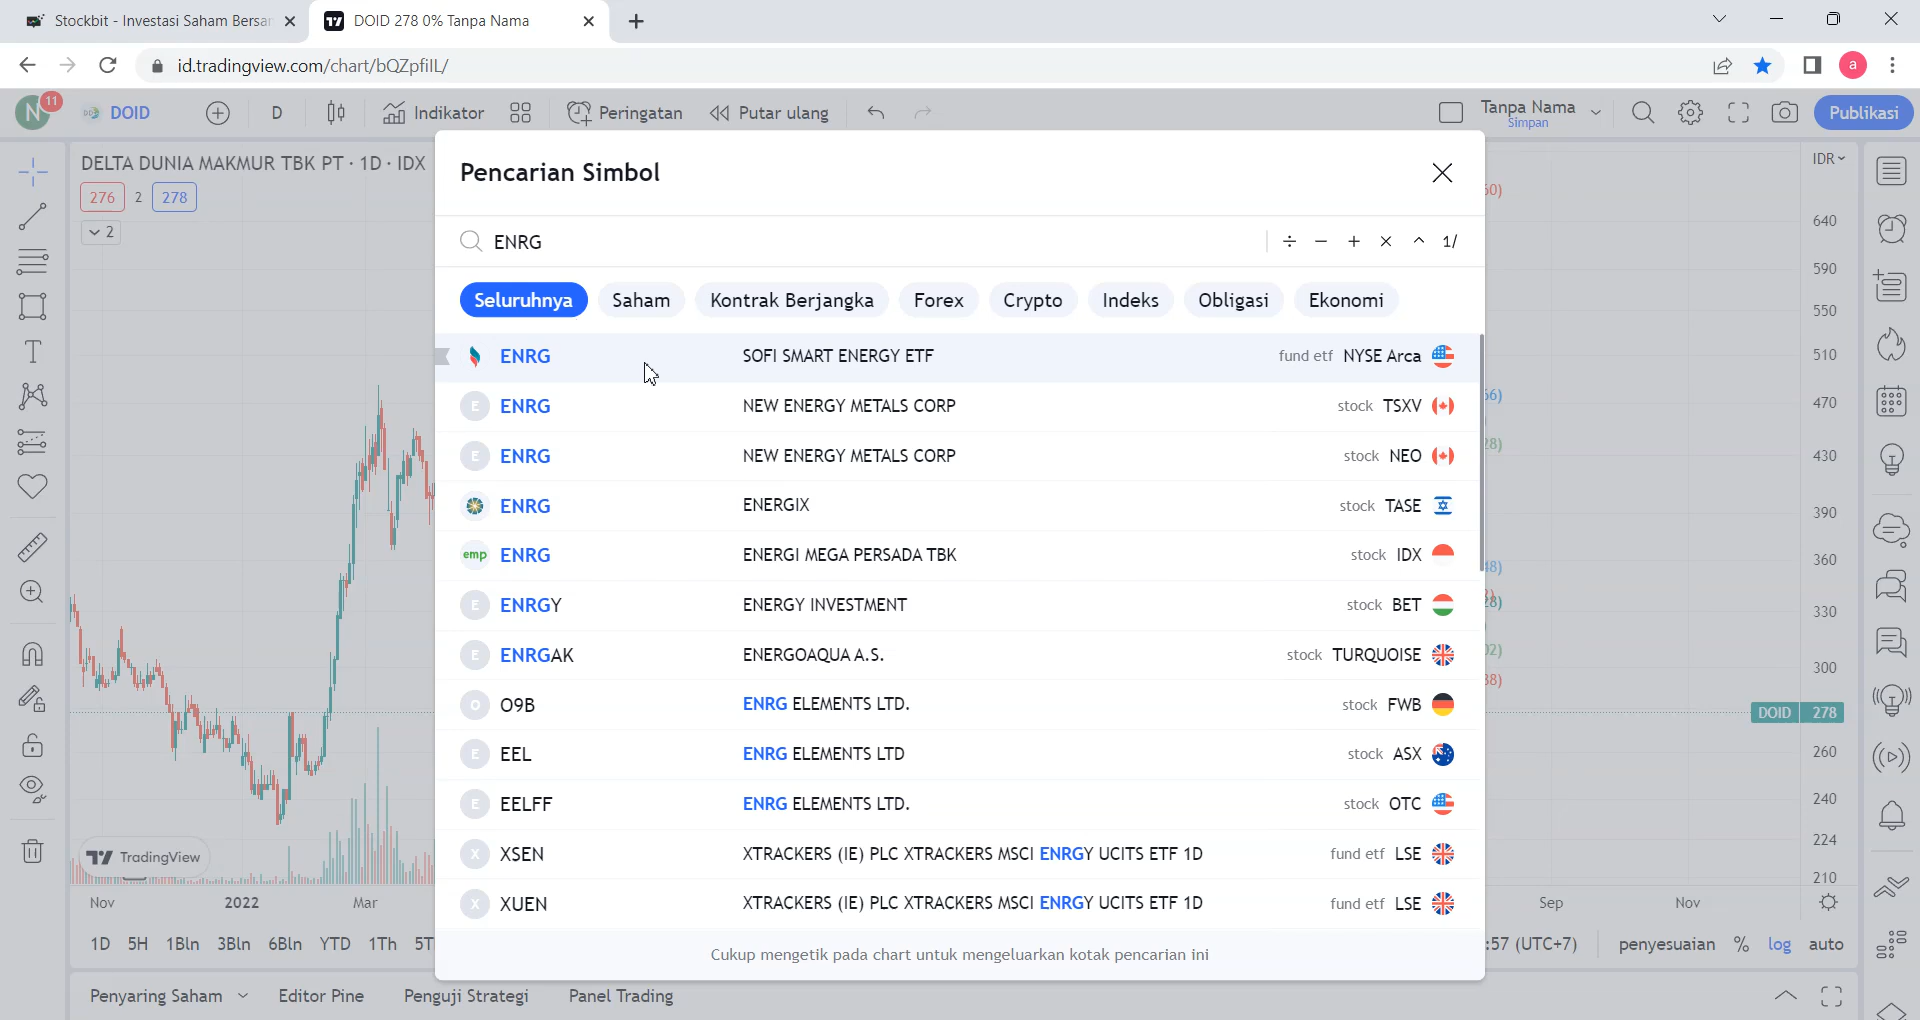 Stockbit - Investasi Saham Bersar
DOID 278 0% Tanpa Nama
id.tradingview.com/chart/bQZpfilL/
a
N 11 DOID D Indikator Peringatan Putar ulang Tanpa Nama Simpan Publikasi
DELTA DUNIA MAKMUR TBK PT · 1D · IDX
276 2 278
2
Pencarian Simbol
ENRG ÷ − + × ^ 1/
Seluruhnya Saham Kontrak Berjangka Forex Crypto Indeks Obligasi Ekonomi
ENRG SOFI SMART ENERGY ETF fund etf NYSE Arca
E ENRG NEW ENERGY METALS CORP stock TSXV
E ENRG NEW ENERGY METALS CORP stock NEO
ENRG ENERGIX stock TASE
emp ENRG ENERGI MEGA PERSADA TBK stock IDX
E ENRGY ENERGY INVESTMENT stock BET
E ENRGAK ENERGOAQUA A.S. stock TURQUOISE
O O9B ENRG ELEMENTS LTD. stock FWB
E EEL ENRG ELEMENTS LTD stock ASX
E EELFF ENRG ELEMENTS LTD. stock OTC
X XSEN XTRACKERS (IE) PLC XTRACKERS MSCI ENRGY UCITS ETF 1D fund etf LSE
X XUEN XTRACKERS (IE) PLC XTRACKERS MSCI ENRGY UCITS ETF 1D fund etf LSE
Cukup mengetik pada chart untuk mengeluarkan kotak pencarian ini
IDR
640
590
550
510
470
430
390
360
330
300
DOID 278
260
240
224
210
TradingView
Nov 2022 Mar Sep Nov
1D 5H 1Bln 3Bln 6Bln YTD 1Th 5T :57 (UTC+7) penyesuaian % log auto
Penyaring Saham Editor Pine Penguji Strategi Panel Trading